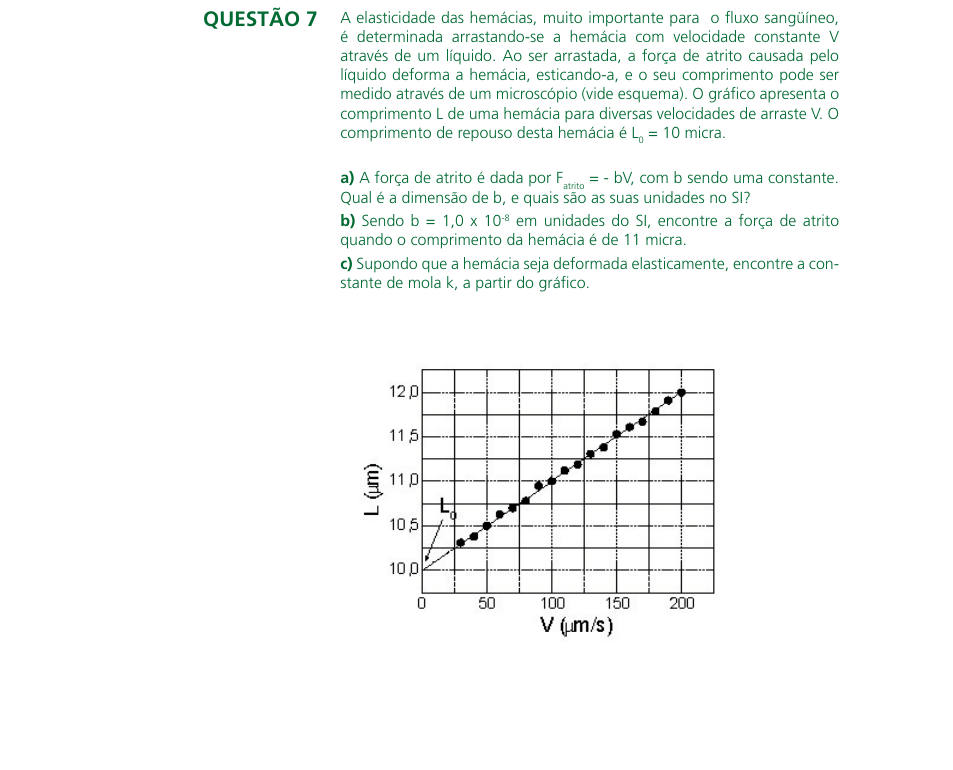 QUESTÃO 7
A elasticidade das hemácias, muito importante para o fluxo sangüíneo,
é determinada arrastando-se a hemácia com velocidade constante V
através de um líquido. Ao ser arrastada, a força de atrito causada pelo
líquido deforma a hemácia, esticando-a, e o seu comprimento pode ser
medido através de um microscópio (vide esquema). O gráfico apresenta o
comprimento L de uma hemácia para diversas velocidades de arraste V. O
comprimento de repouso desta hemácia é L0 = 10 micra.
a) A força de atrito é dada por Fatrito = - bV, com b sendo uma constante.
Qual é a dimensão de b, e quais são as suas unidades no SI?
b) Sendo b = 1,0 x 10-8 em unidades do SI, encontre a força de atrito
quando o comprimento da hemácia é de 11 micra.
c) Supondo que a hemácia seja deformada elasticamente, encontre a con-
stante de mola k, a partir do gráfico.
12,0
11,5
11,0
10,5
10,0
L (μm)
L0
0 50 100 150 200
V (μm/s)